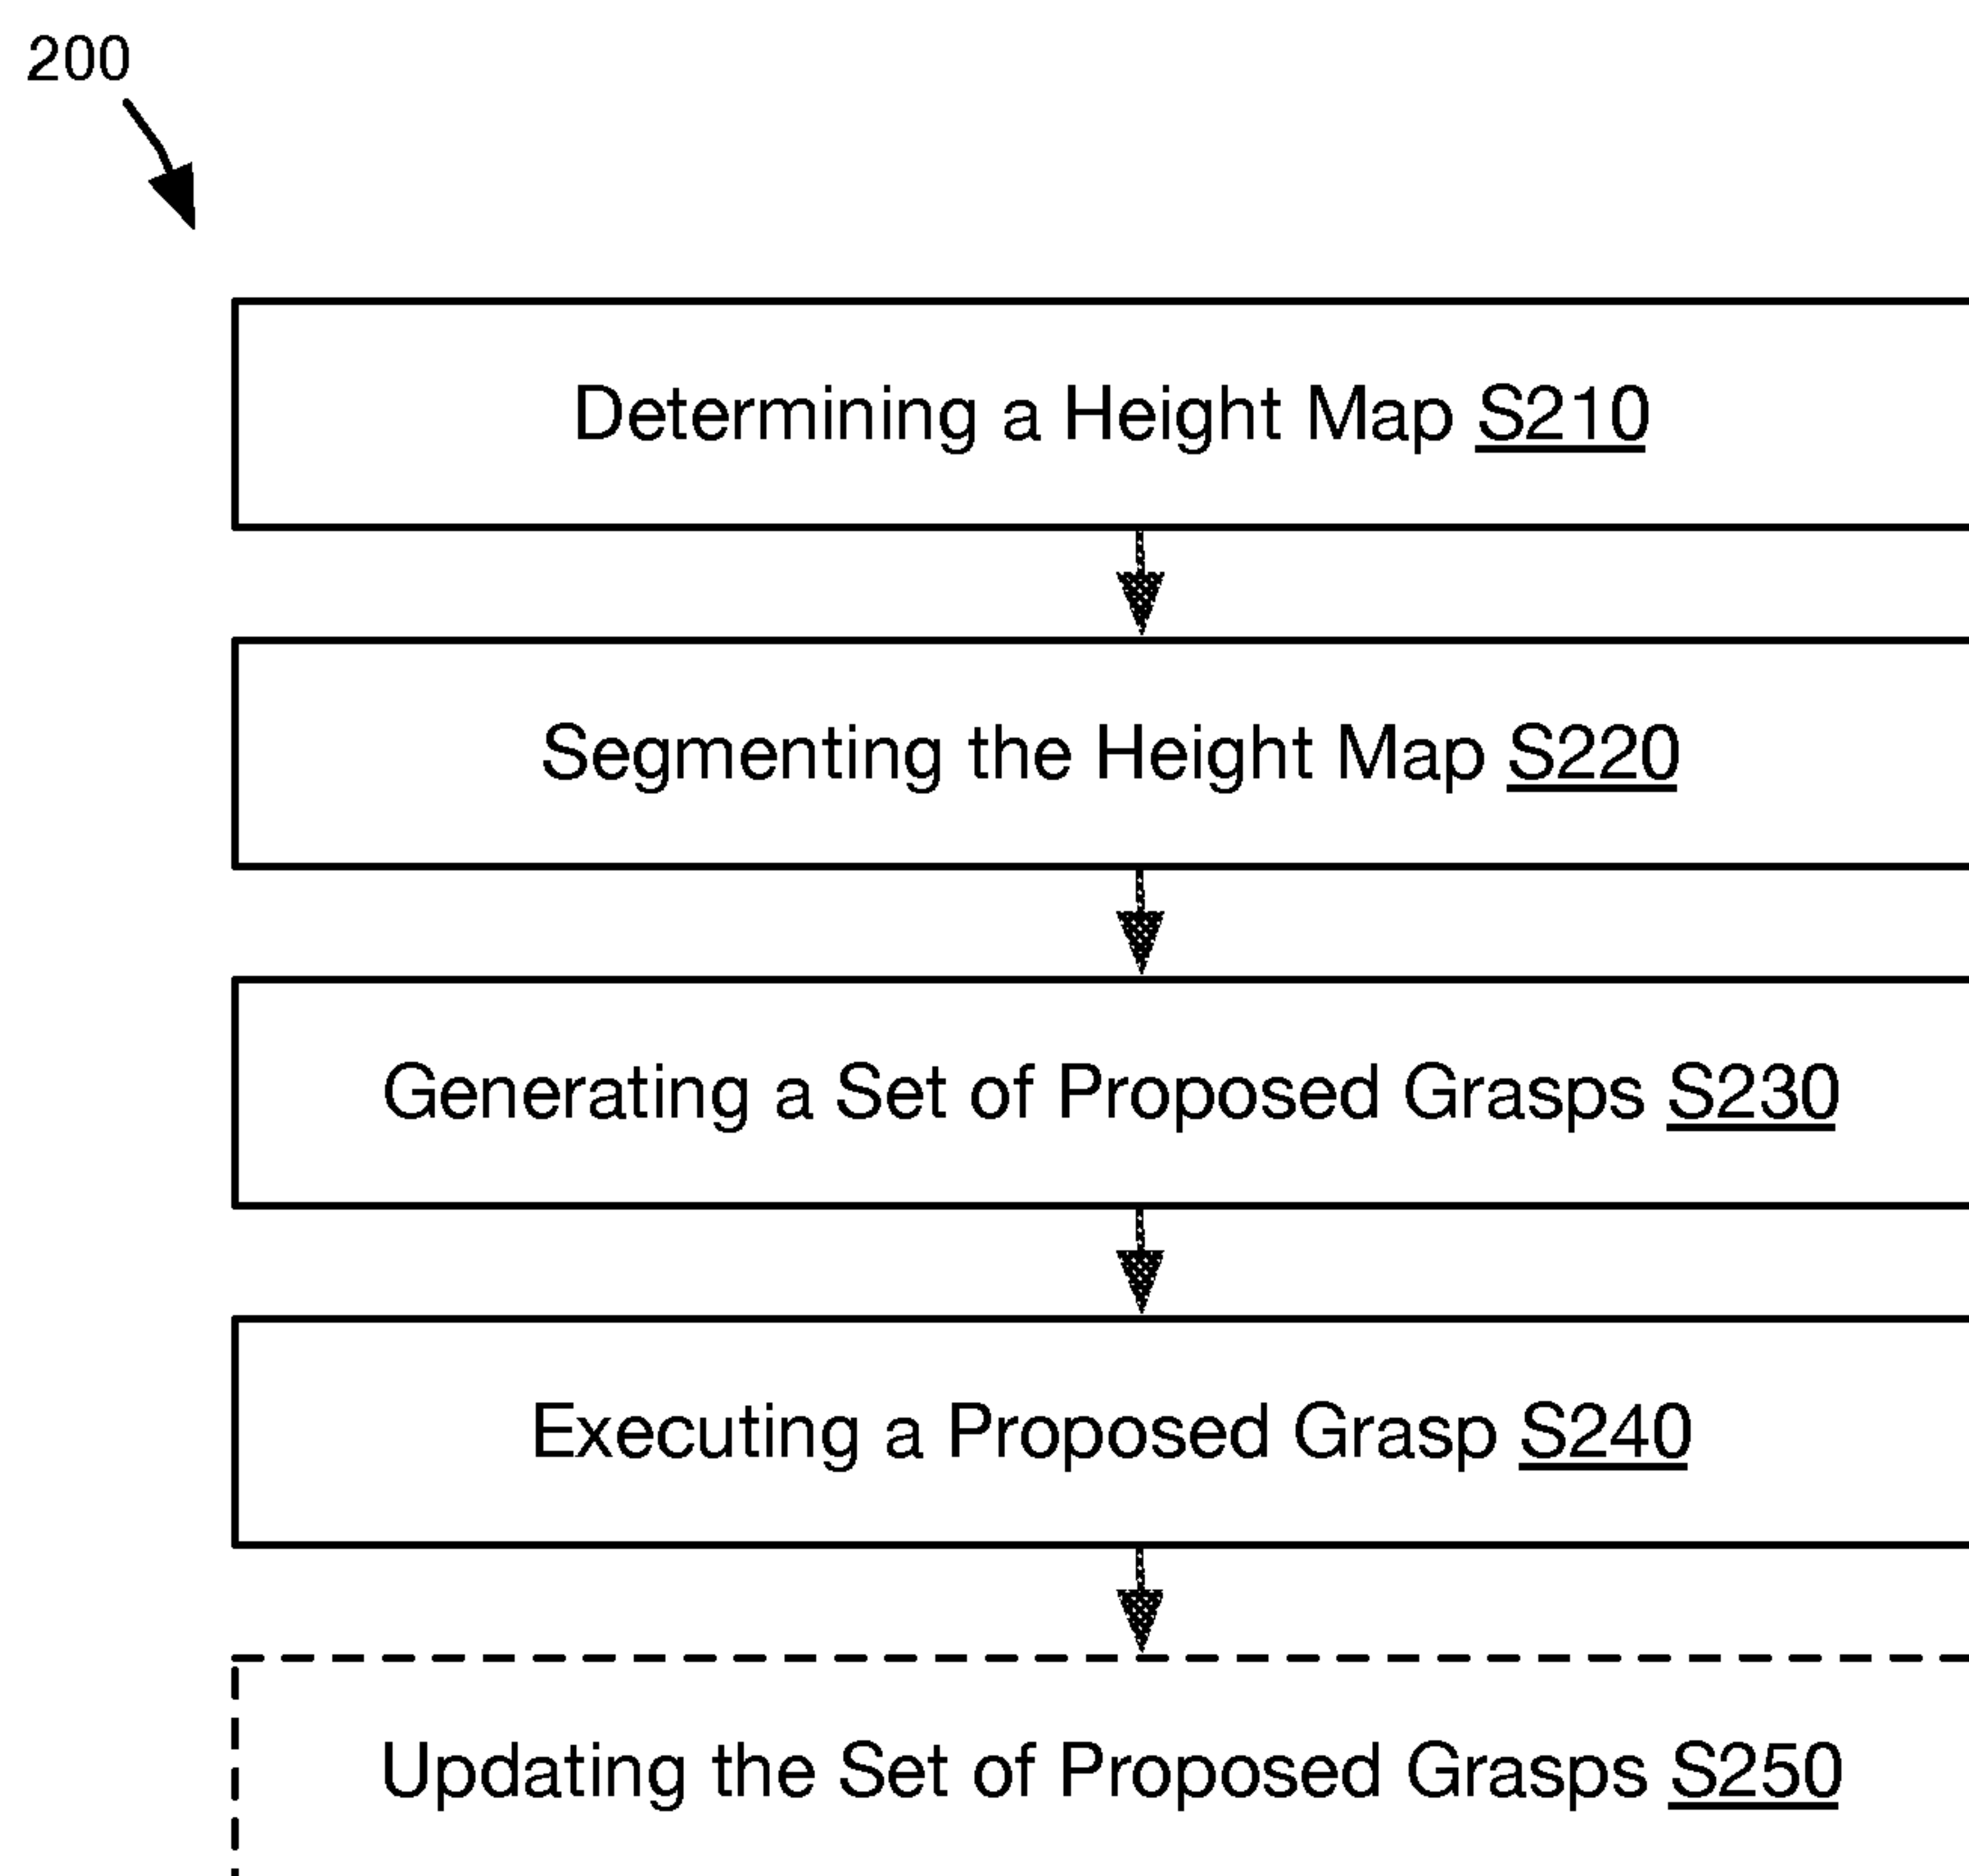 200
Determining a Height Map S210
Segmenting the Height Map S220
Generating a Set of Proposed Grasps S230
Executing a Proposed Grasp S240
Updating the Set of Proposed Grasps S250